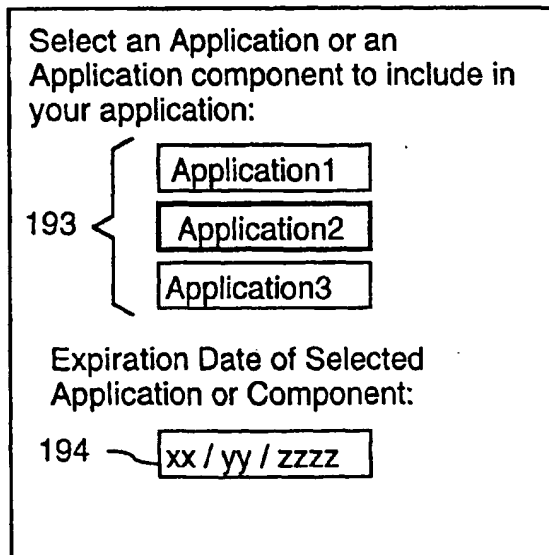 Select an Application or an
Application component to include in
your application:
Application1
193
Application2
Application3
Expiration Date of Selected
Application or Component:
194
xx / yy / zzzz